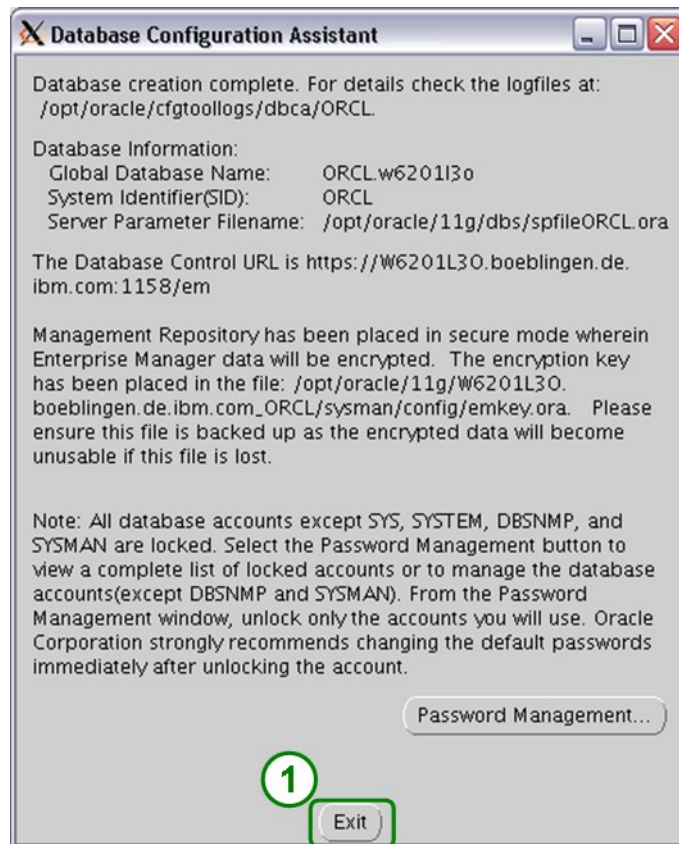 Database Configuration Assistant
Database creation complete. For details check the logfiles at:
/opt/oracle/cfgtoollogs/dbca/ORCL.
Database Information:
Global Database Name: ORCL.w6201l3o
System Identifier(SID): ORCL
Server Parameter Filename: /opt/oracle/11g/dbs/spfileORCL.ora
The Database Control URL is https://W6201L3O.boeblingen.de.
ibm.com:1158/em
Management Repository has been placed in secure mode wherein
Enterprise Manager data will be encrypted. The encryption key
has been placed in the file: /opt/oracle/11g/W6201L3O.
boeblingen.de.ibm.com_ORCL/sysman/config/emkey.ora. Please
ensure this file is backed up as the encrypted data will become
unusable if this file is lost.
Note: All database accounts except SYS, SYSTEM, DBSNMP, and
SYSMAN are locked. Select the Password Management button to
view a complete list of locked accounts or to manage the database
accounts(except DBSNMP and SYSMAN). From the Password
Management window, unlock only the accounts you will use. Oracle
Corporation strongly recommends changing the default passwords
immediately after unlocking the account.
Password Management...
1
Exit